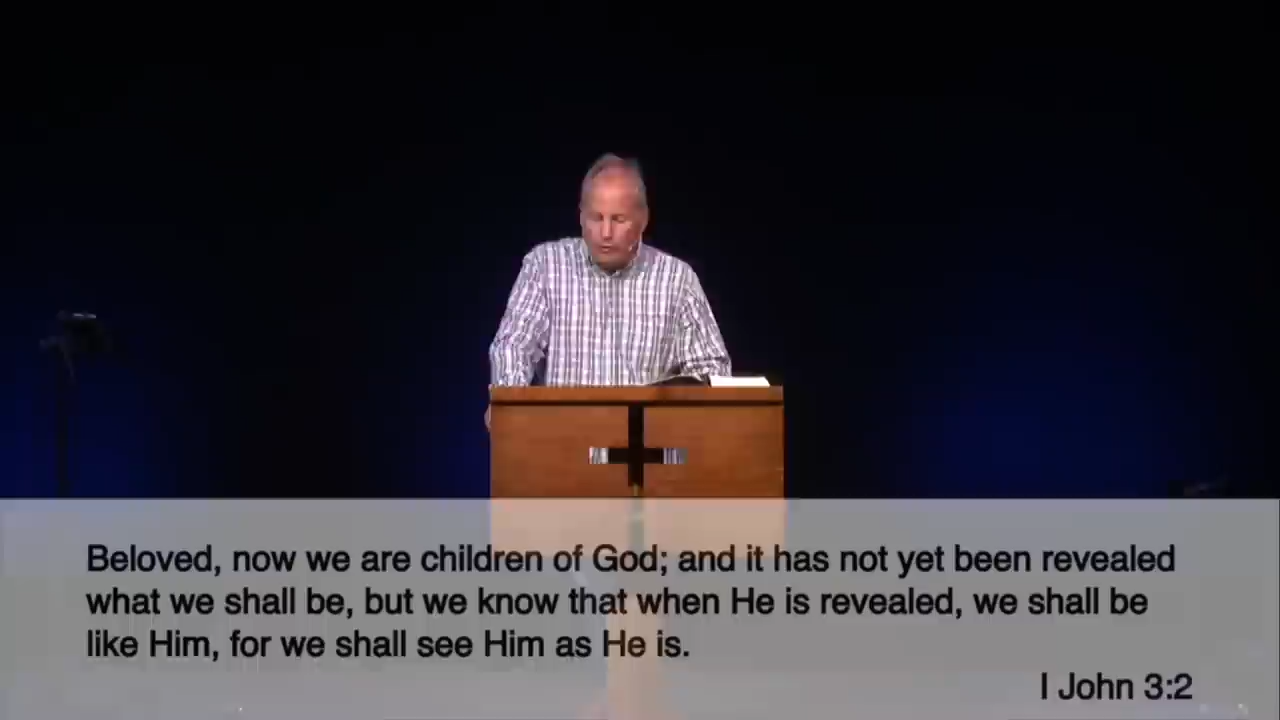 Beloved, now we are children of God; and it has not yet been revealed
what we shall be, but we know that when He is revealed, we shall be
like Him, for we shall see Him as He is.
I John 3:2